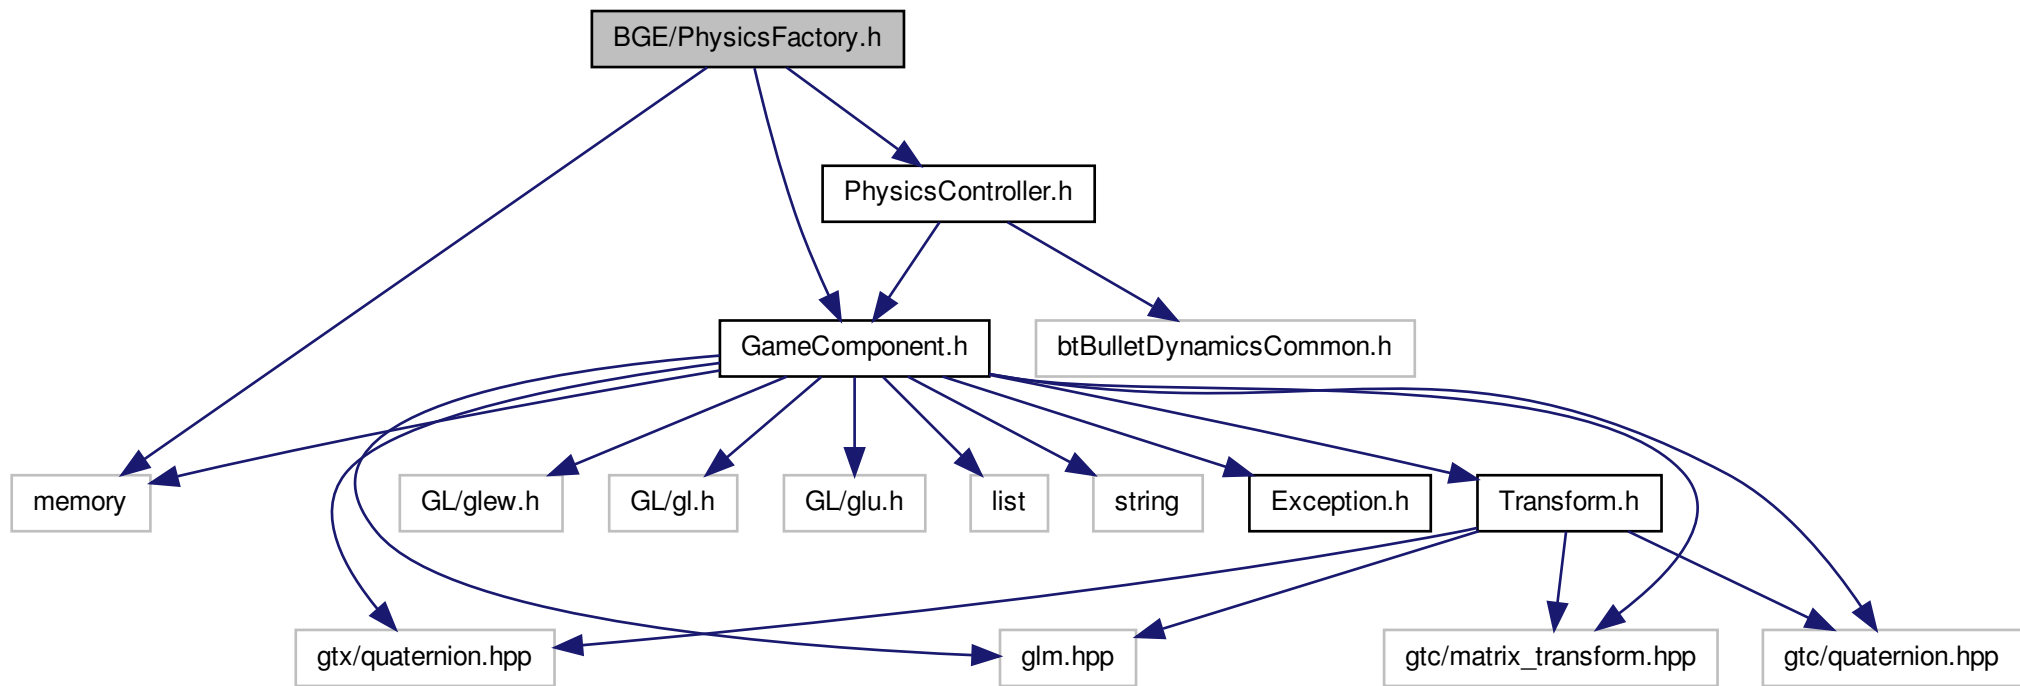 BGE/PhysicsFactory.h
PhysicsController.h
GameComponent.h
btBulletDynamicsCommon.h
memory
GL/glew.h
GL/gl.h
GL/glu.h
list
string
Exception.h
Transform.h
gtx/quaternion.hpp
glm.hpp
gtc/matrix_transform.hpp
gtc/quaternion.hpp